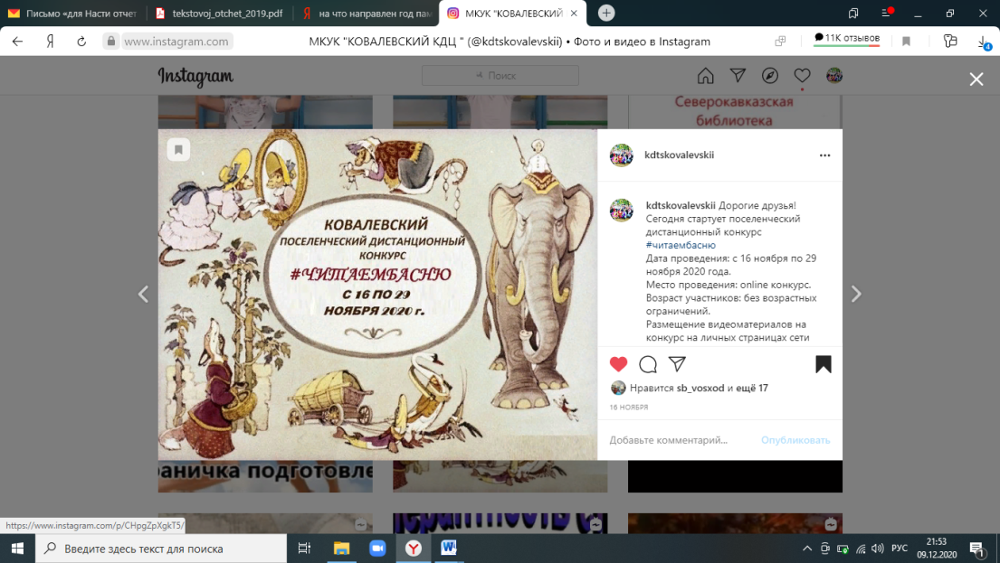 Письмо «для Насти отчет
tekstovoj_otchet_2019.pdf
на что направлен год пам
МКУК "КОВАЛЕВСКИЙ
www.instagram.com
МКУК "КОВАЛЕВСКИЙ КДЦ " (@kdtskovalevskii) • Фото и видео в Instagram
11К отзывов
4
Instagram
Поиск
Северокавказская
библиотека
КОВАЛЕВСКИЙ
ПОСЕЛЕНЧЕСКИЙ ДИСТАНЦИОННЫЙ
КОНКУРС
#ЧИТАЕМБАСНЮ
С 16 ПО 29
НОЯБРЯ 2020 г.
kdtskovalevskii
kdtskovalevskii Дорогие друзья!
Сегодня стартует поселенческий
дистанционный конкурс
#читаембасню
Дата проведения: с 16 ноября по 29
ноября 2020 года.
Место проведения: online конкурс.
Возраст участников: без возрастных
ограничений.
Размещение видеоматериалов на
конкурс на личных страницах сети
Нравится sb_vosxod и ещё 17
16 НОЯБРЯ
Добавьте комментарий...
Опубликовать
раничка подготовле
https://www.instagram.com/p/CHpgZpXgkT5/
Введите здесь текст для поиска
РУС
21:53
09.12.2020
1